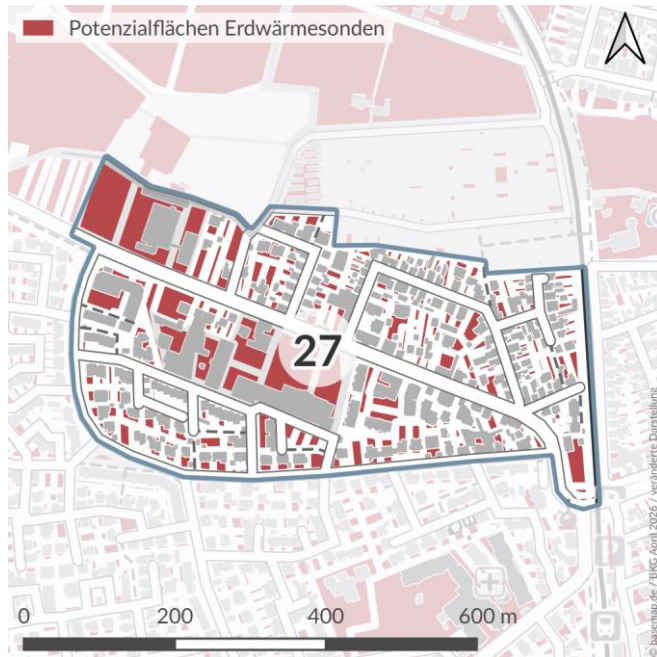 Potenzialflächen Erdwärmesonden
27
0 200 400 600 m
© basemap.de / BKG April 2026 / veränderte Darstellung